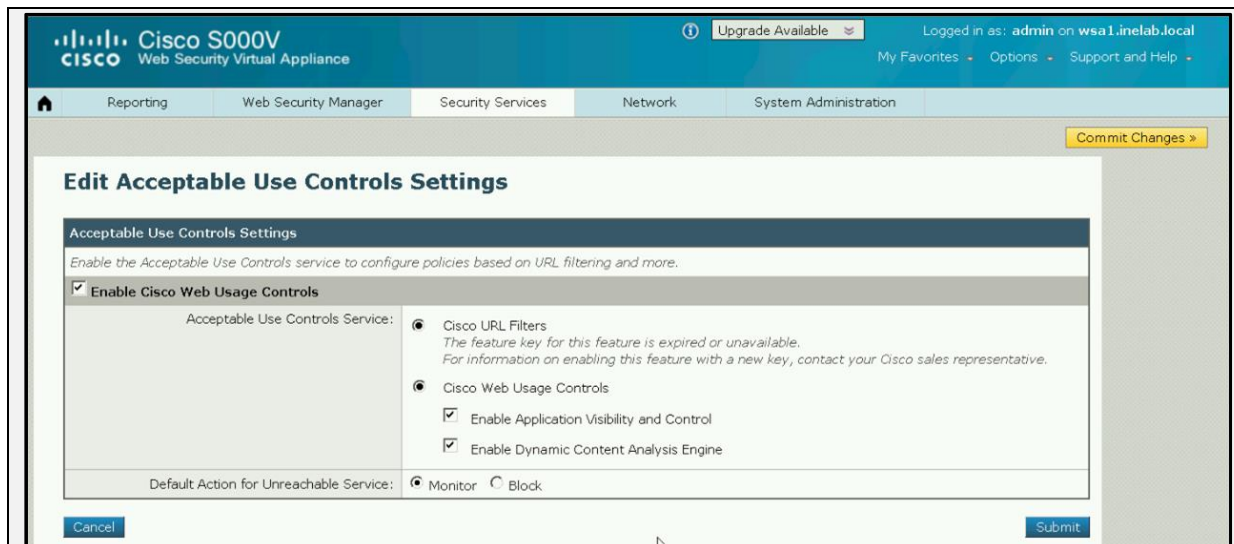 Cisco S000V
CISCO Web Security Virtual Appliance
Upgrade Available
Logged in as: admin on wsa1.inelab.local
My Favorites Options Support and Help
Reporting Web Security Manager Security Services Network System Administration
Commit Changes »
Edit Acceptable Use Controls Settings
Acceptable Use Controls Settings
Enable the Acceptable Use Controls service to configure policies based on URL filtering and more.
Enable Cisco Web Usage Controls
Acceptable Use Controls Service:
Cisco URL Filters
The feature key for this feature is expired or unavailable.
For information on enabling this feature with a new key, contact your Cisco sales representative.
Cisco Web Usage Controls
Enable Application Visibility and Control
Enable Dynamic Content Analysis Engine
Default Action for Unreachable Service: Monitor Block
Cancel Submit